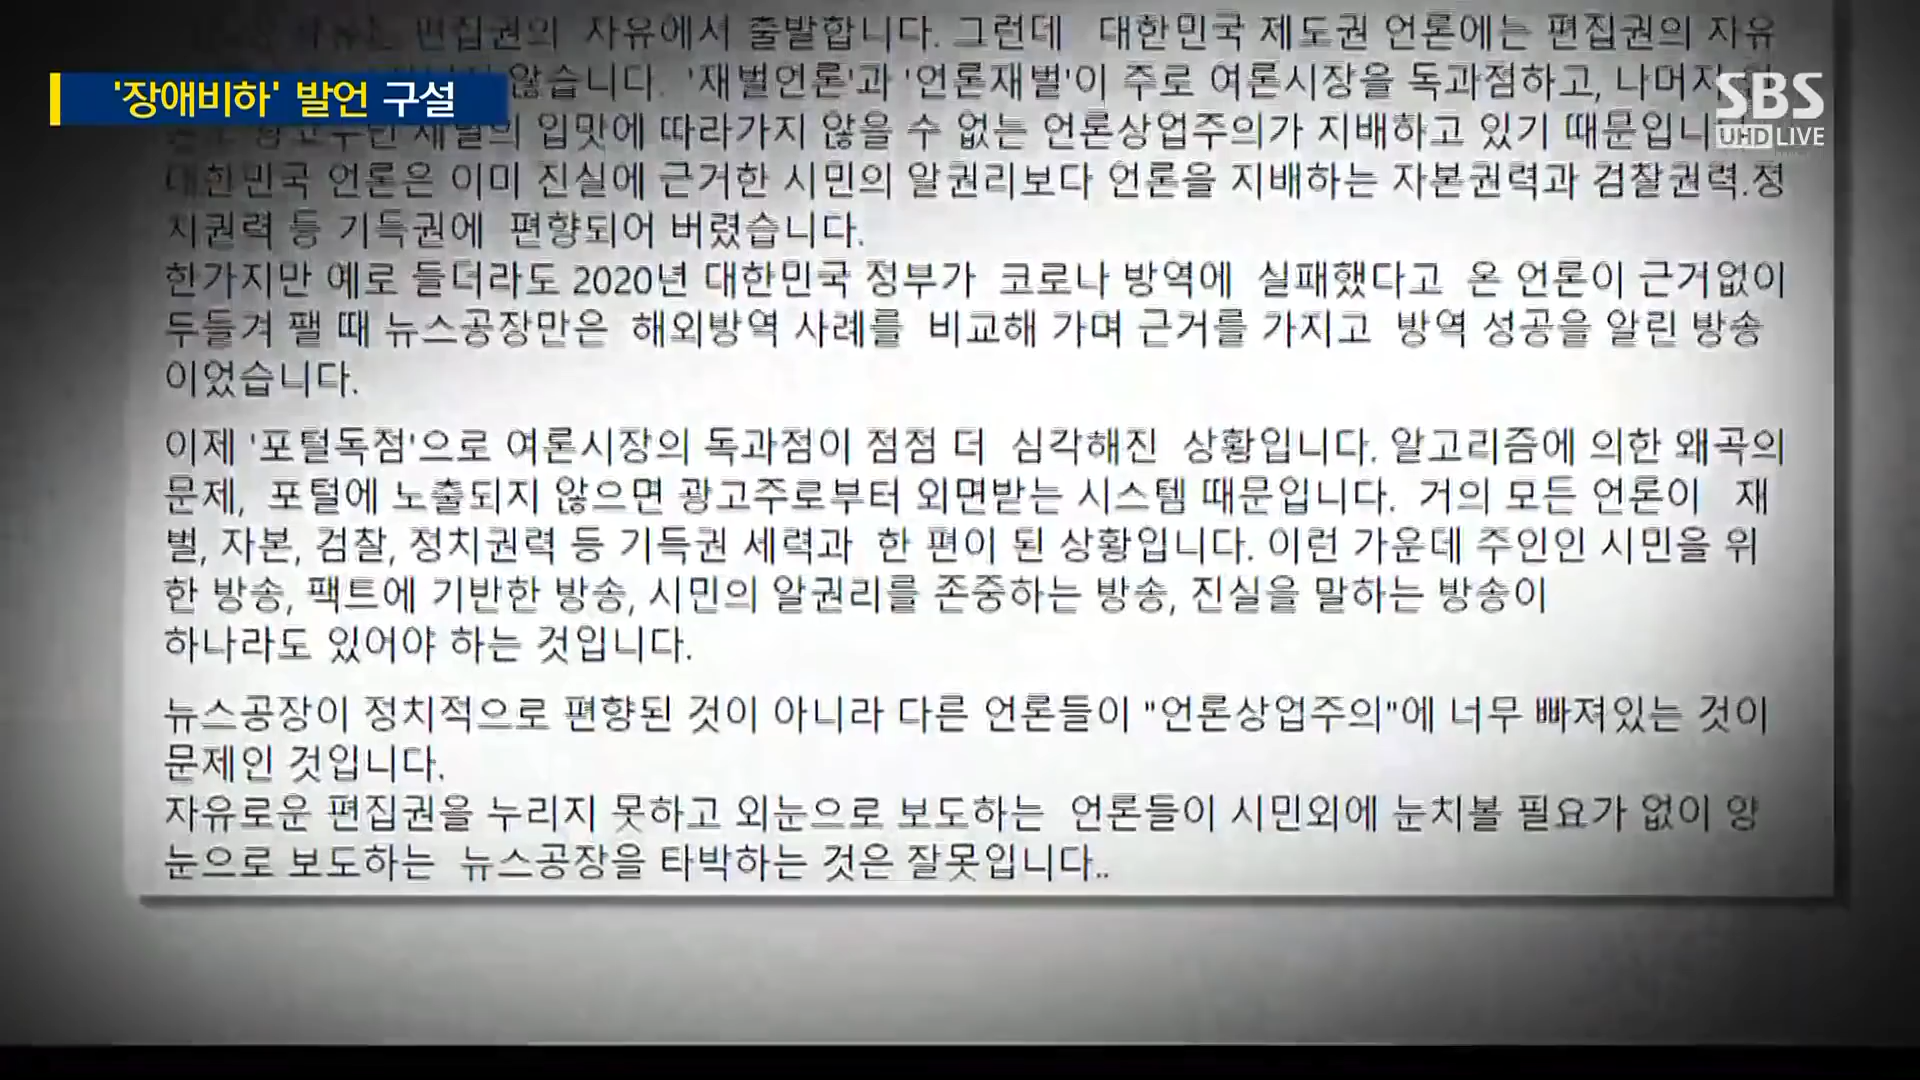 편집권의 자유에서 출발합니다. 그런데 대한민국 제도권 언론에는 편집권의 자유
'장애비하' 발언 구설
않습니다. '재벌언론'과 '언론재벌'이 주로 여론시장을 독과점하고, 나머지
SBS
UHD LIVE
입맛에 따라가지 않을 수 없는 언론상업주의가 지배하고 있기 때문입니
대한민국 언론은 이미 진실에 근거한 시민의 알권리보다 언론을 지배하는 자본권력과 검찰권력.정
치권력 등 기득권에 편향되어 버렸습니다.
한가지만 예로 들더라도 2020년 대한민국 정부가 코로나 방역에 실패했다고 온 언론이 근거없이
두들겨 팰 때 뉴스공장만은 해외방역 사례를 비교해 가며 근거를 가지고 방역 성공을 알린 방송
이었습니다.
이제 '포털독점'으로 여론시장의 독과점이 점점 더 심각해진 상황입니다. 알고리즘에 의한 왜곡의
문제, 포털에 노출되지 않으면 광고주로부터 외면받는 시스템 때문입니다. 거의 모든 언론이 재
벌, 자본, 검찰, 정치권력 등 기득권 세력과 한 편이 된 상황입니다. 이런 가운데 주인인 시민을 위
한 방송, 팩트에 기반한 방송, 시민의 알권리를 존중하는 방송, 진실을 말하는 방송이
하나라도 있어야 하는 것입니다.
뉴스공장이 정치적으로 편향된 것이 아니라 다른 언론들이 "언론상업주의"에 너무 빠져있는 것이
문제인 것입니다.
자유로운 편집권을 누리지 못하고 외눈으로 보도하는 언론들이 시민외에 눈치볼 필요가 없이 양
눈으로 보도하는 뉴스공장을 타박하는 것은 잘못입니다..